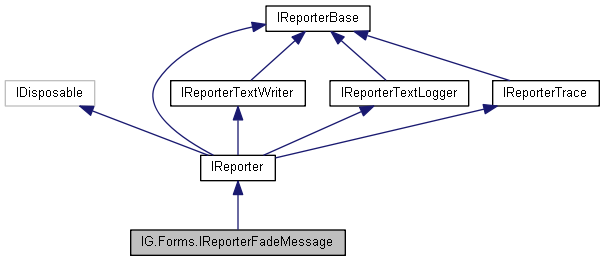 IReporterBase
IDisposable
IReporterTextWriter
IReporterTextLogger
IReporterTrace
IReporter
IG.Forms.IReporterFadeMessage